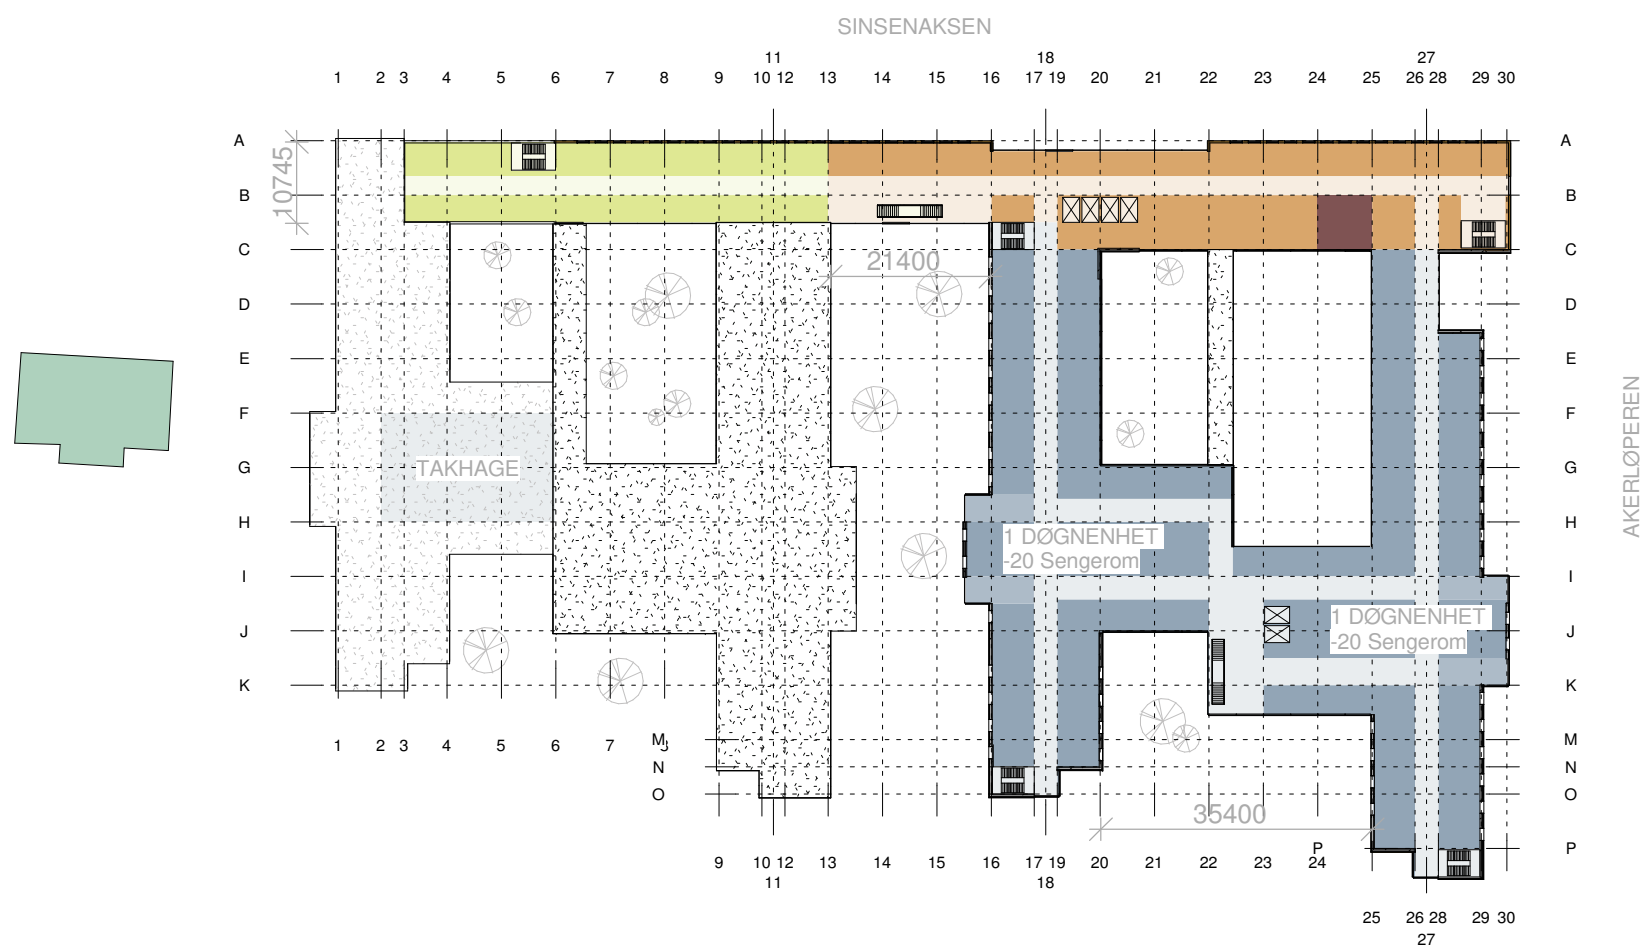 SINSENAKSEN
11 18 27
1 2 3 4 5 6 7 8 9 10 12 13 14 15 16 17 19 20 21 22 23 24 25 26 28 29 30
A A
10745
B B
C C
21400
D D
E E
F F
AKERLØPEREN
G TAKHAGE G
H H
1 DØGNENHET
-20 Sengerom
I I
1 DØGNENHET
-20 Sengerom
J J
K K
1 2 3 4 5 6 7 M M
N N
O O
35400
P P
9 10 12 13 14 15 16 17 19 20 21 22 23 24
11 18
25 26 28 29 30
27